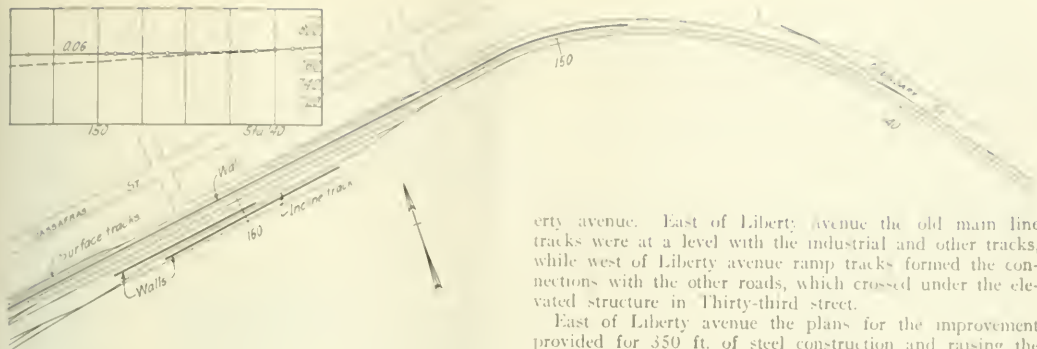 0.06
150
Sta 40
150
40
ST.
Surface tracks
Wall
Incline track
160
Walls
erty avenue. East of Liberty Avenue the old main line
tracks were at a level with the industrial and other tracks,
while west of Liberty avenue ramp tracks formed the con-
nections with the other roads, which crossed under the ele-
vated structure in Thirty-third street.
East of Liberty avenue the plans for the improvement
provided for 350 ft. of steel construction and raising the